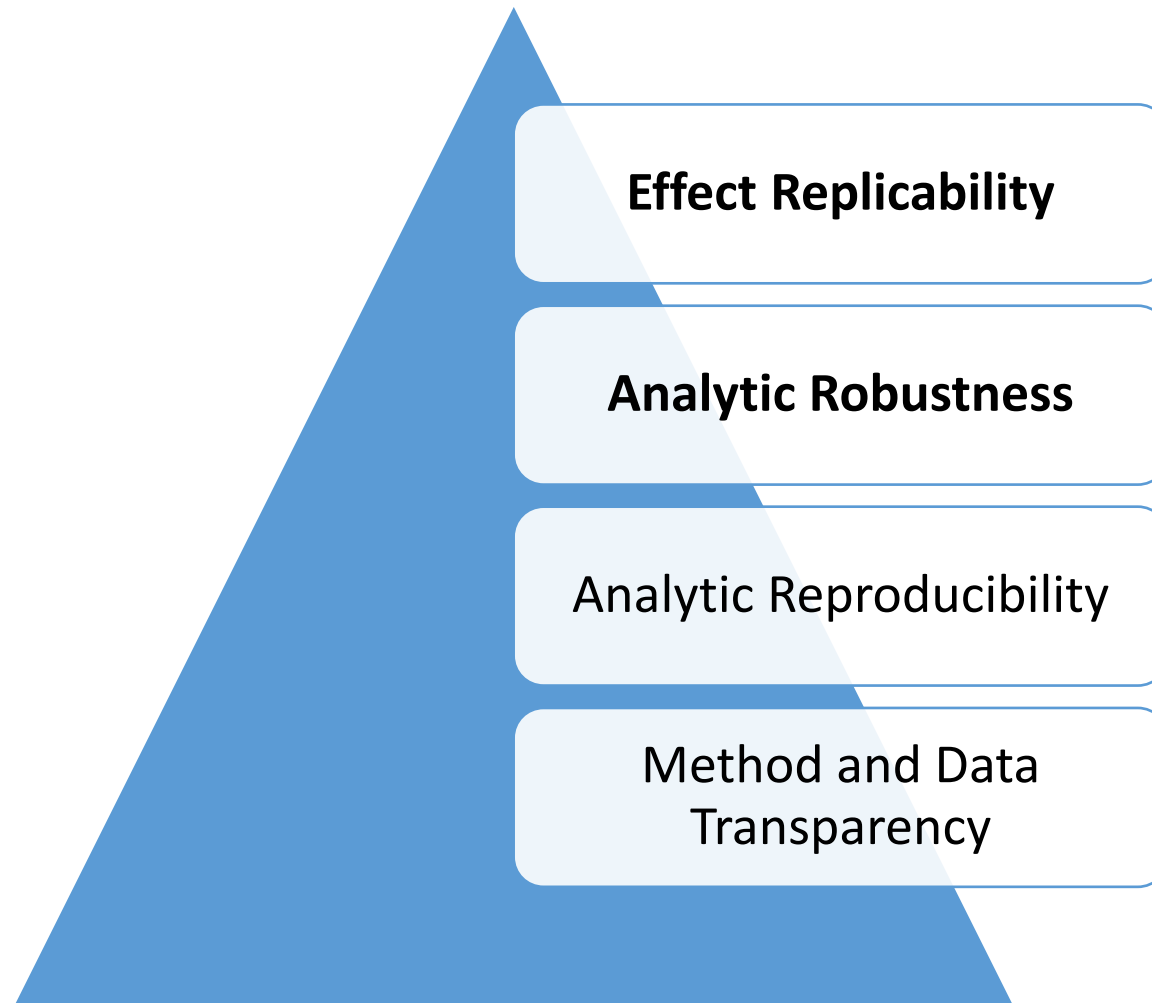 Effect Replicability
Analytic Robustness
Analytic Reproducibility
Method and Data
Transparency